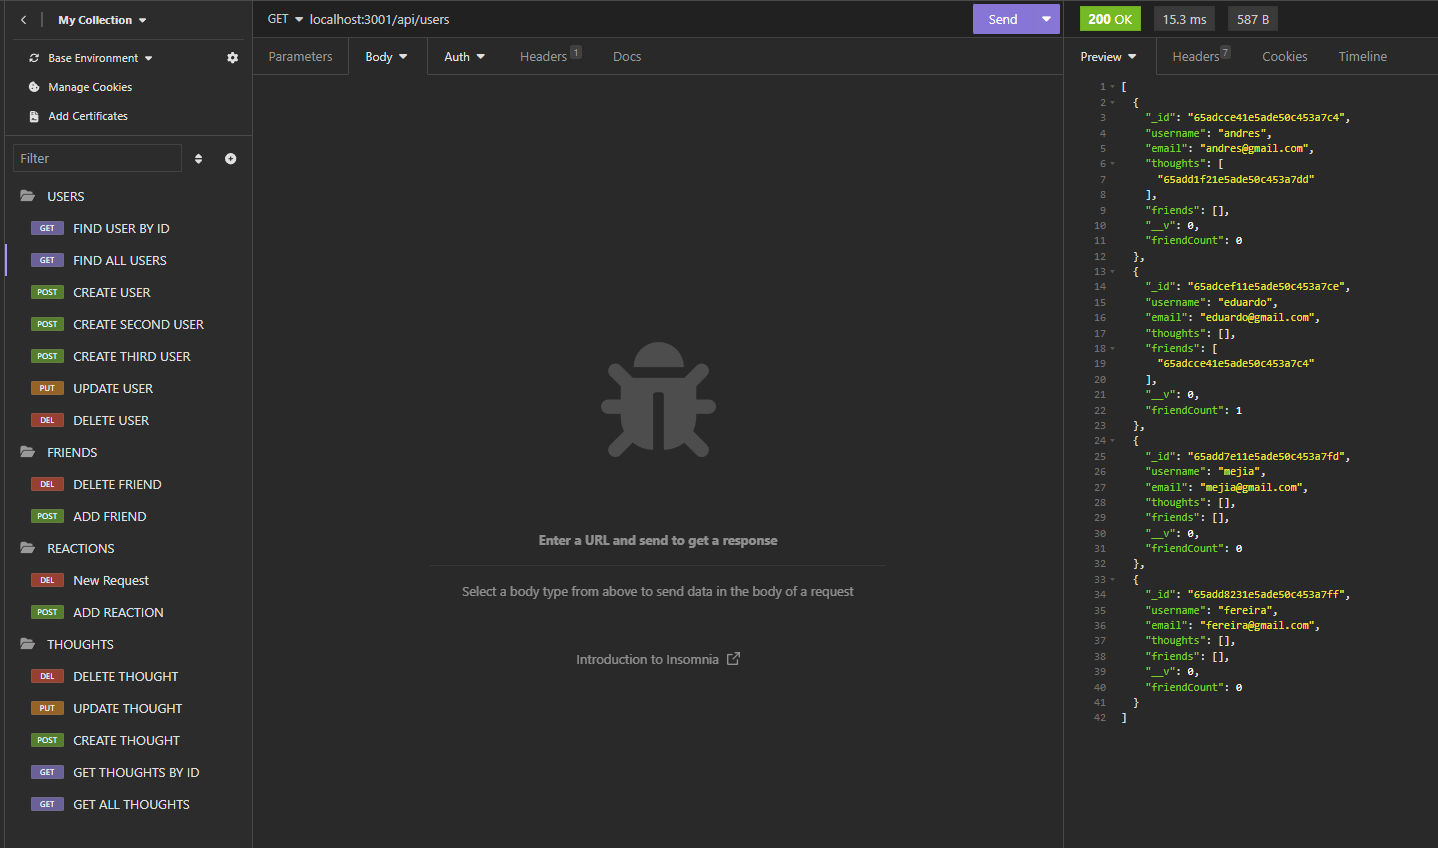 My Collection
Base Environment
Manage Cookies
Add Certificates
Filter
USERS
GET FIND USER BY ID
GET FIND ALL USERS
POST CREATE USER
POST CREATE SECOND USER
POST CREATE THIRD USER
PUT UPDATE USER
DEL DELETE USER
FRIENDS
DEL DELETE FRIEND
POST ADD FRIEND
REACTIONS
DEL New Request
POST ADD REACTION
THOUGHTS
DEL DELETE THOUGHT
PUT UPDATE THOUGHT
POST CREATE THOUGHT
GET GET THOUGHTS BY ID
GET GET ALL THOUGHTS
GET localhost:3001/api/users Send
Parameters Body Auth Headers 1 Docs
Enter a URL and send to get a response
Select a body type from above to send data in the body of a request
Introduction to Insomnia
200 OK 15.3 ms 587 B
Preview Headers 7 Cookies Timeline
1 [
2 {
3 "_id": "65adcce41e5ade50c453a7c4",
4 "username": "andres",
5 "email": "andres@gmail.com",
6 "thoughts": [
7 "65add1f21e5ade50c453a7dd"
8 ],
9 "friends": [],
10 "__v": 0,
11 "friendCount": 0
12 },
13 {
14 "_id": "65adcef11e5ade50c453a7ce",
15 "username": "eduardo",
16 "email": "eduardo@gmail.com",
17 "thoughts": [],
18 "friends": [
19 "65adcce41e5ade50c453a7c4"
20 ],
21 "__v": 0,
22 "friendCount": 1
23 },
24 {
25 "_id": "65add7e11e5ade50c453a7fd",
26 "username": "mejia",
27 "email": "mejia@gmail.com",
28 "thoughts": [],
29 "friends": [],
30 "__v": 0,
31 "friendCount": 0
32 },
33 {
34 "_id": "65add8231e5ade50c453a7ff",
35 "username": "fereira",
36 "email": "fereira@gmail.com",
37 "thoughts": [],
38 "friends": [],
39 "__v": 0,
40 "friendCount": 0
41 }
42 ]